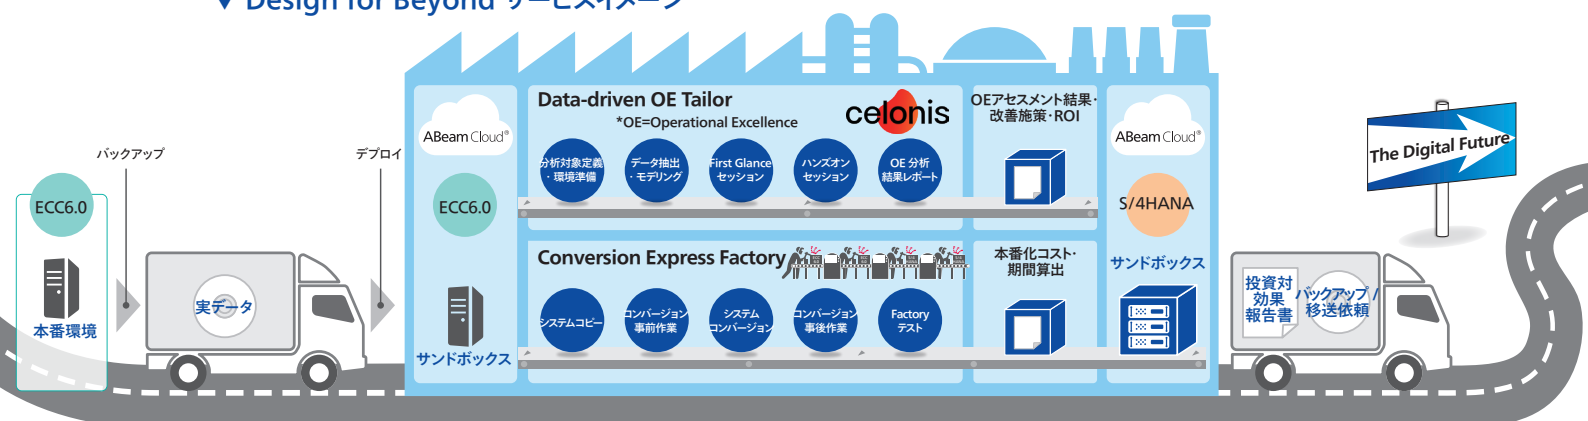 ▼ Design for Beyond サービスイメージ
バックアップ
デプロイ
ECC6.0
本番環境
実データ
ABeam Cloud®
ECC6.0
サンドボックス
Data-driven OE Tailor
*OE=Operational Excellence
celonis
分析対象定義
・環境準備
データ抽出
・モデリング
First Glance
セッション
ハンズオン
セッション
OE 分析
結果レポート
OEアセスメント結果・
改善施策・ROI
Conversion Express Factory
システムコピー
コンバージョン
事前作業
システム
コンバージョン
コンバージョン
事後作業
Factory
テスト
本番化コスト・
期間算出
ABeam Cloud®
S/4HANA
サンドボックス
投資対
効果
報告書
バックアップ /
移送依頼
The Digital Future